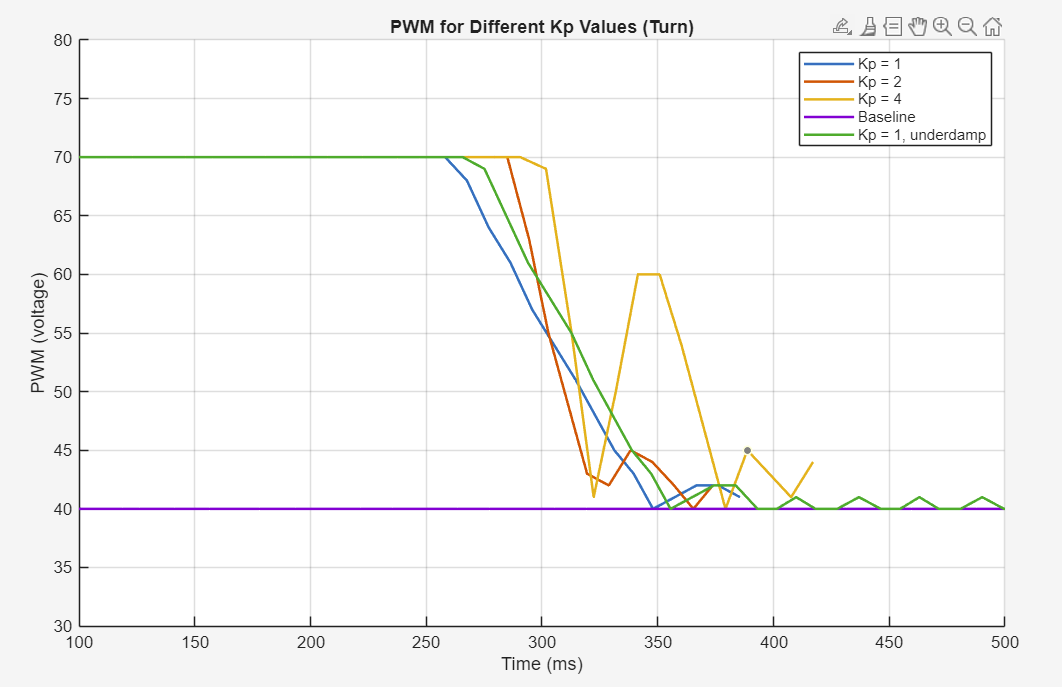 PWM for Different Kp Values (Turn)
Kp = 1
Kp = 2
Kp = 4
Baseline
Kp = 1, underdamp
PWM (voltage)
80
75
70
65
60
55
50
45
40
35
30
100 150 200 250 300 350 400 450 500
Time (ms)